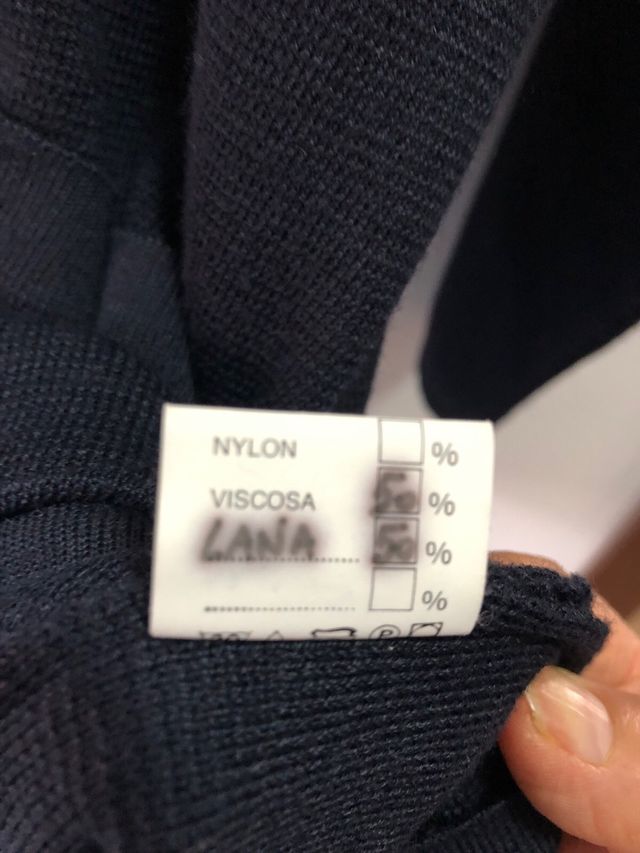 NYLON %
VISCOSA 50 %
LANA 50 %
%